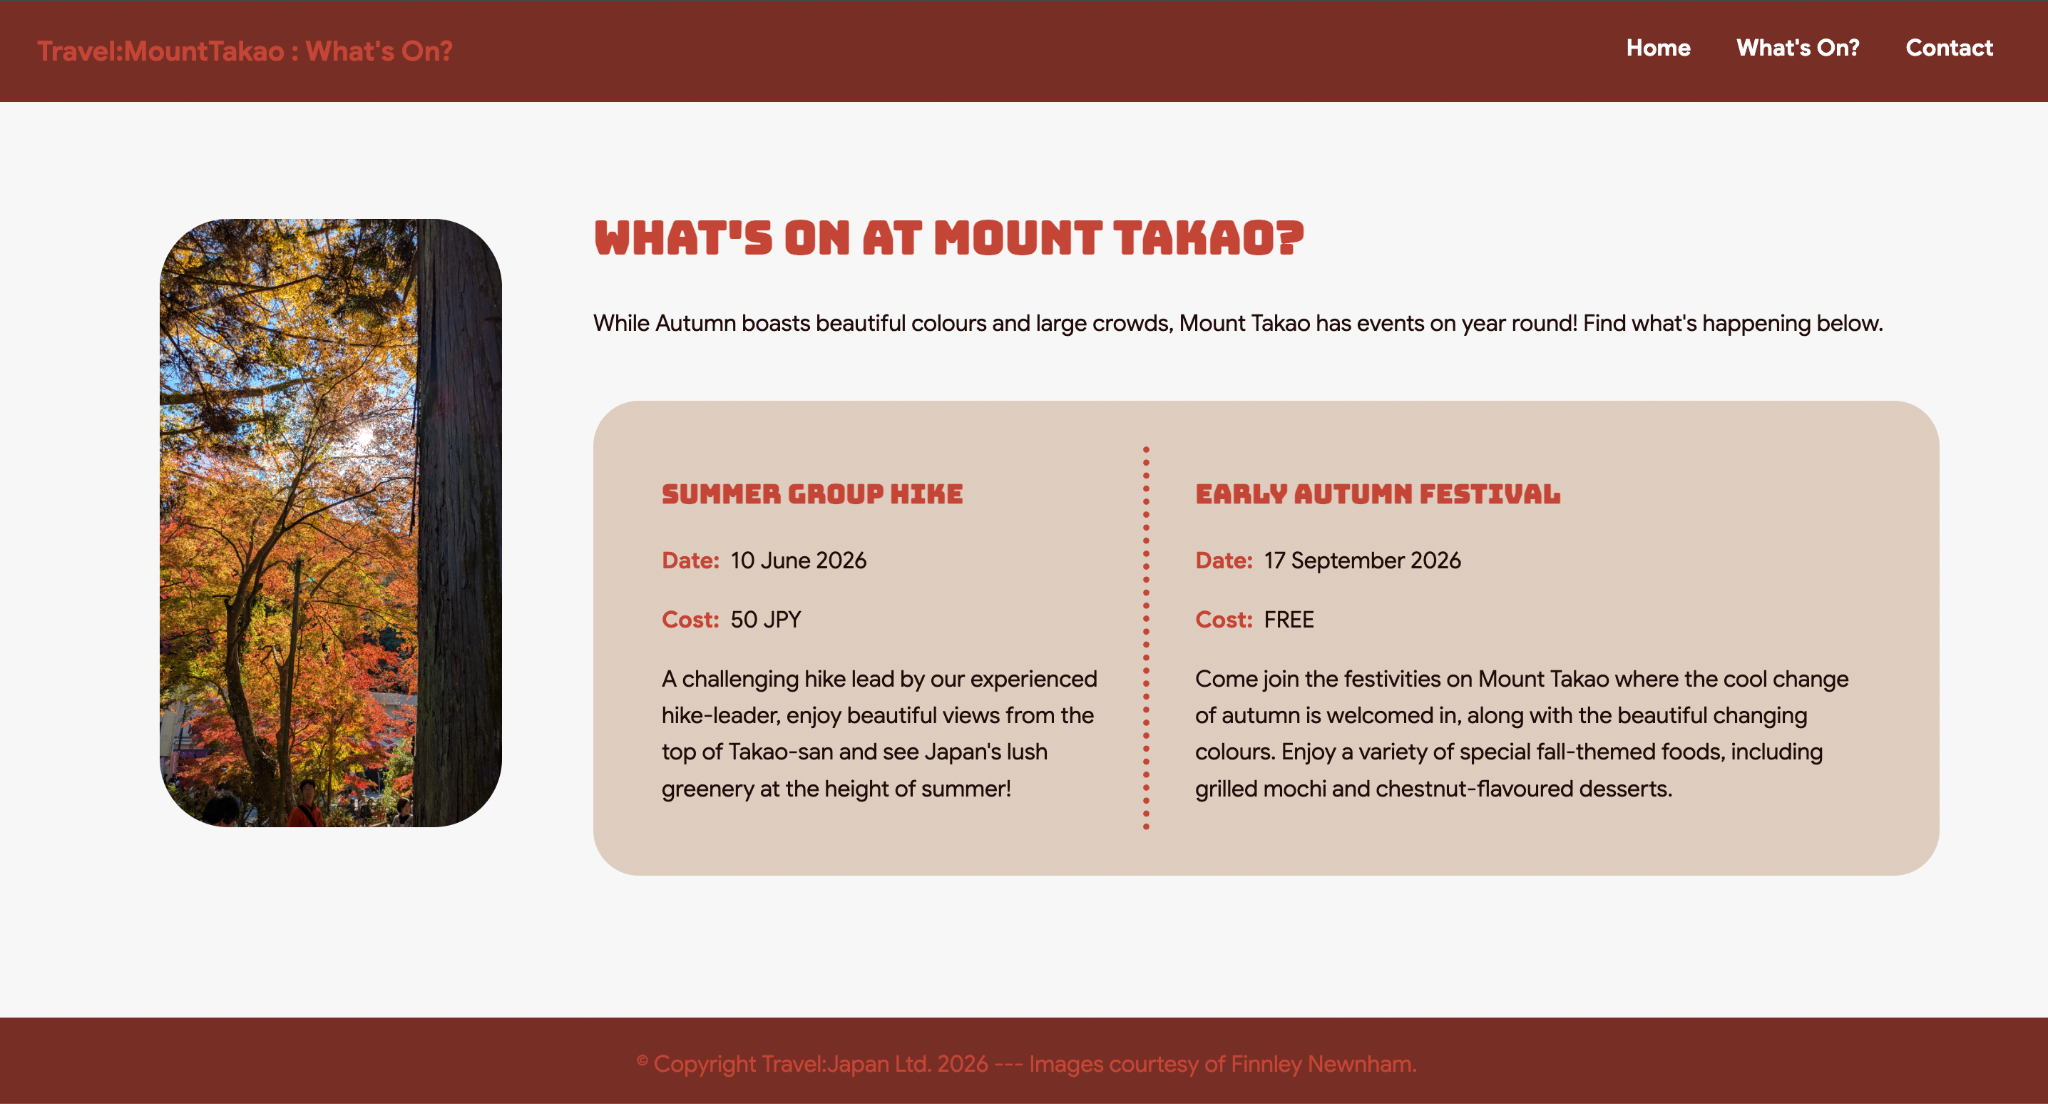 Travel:MountTakao : What's On?
Home What's On? Contact
WHAT'S ON AT MOUNT TAKAO?
While Autumn boasts beautiful colours and large crowds, Mount Takao has events on year round! Find what's happening below.
SUMMER GROUP HIKE
Date: 10 June 2026
Cost: 50 JPY
A challenging hike lead by our experienced
hike-leader, enjoy beautiful views from the
top of Takao-san and see Japan's lush
greenery at the height of summer!
EARLY AUTUMN FESTIVAL
Date: 17 September 2026
Cost: FREE
Come join the festivities on Mount Takao where the cool change
of autumn is welcomed in, along with the beautiful changing
colours. Enjoy a variety of special fall-themed foods, including
grilled mochi and chestnut-flavoured desserts.
© Copyright Travel:Japan Ltd. 2026 --- Images courtesy of Finnley Newnham.